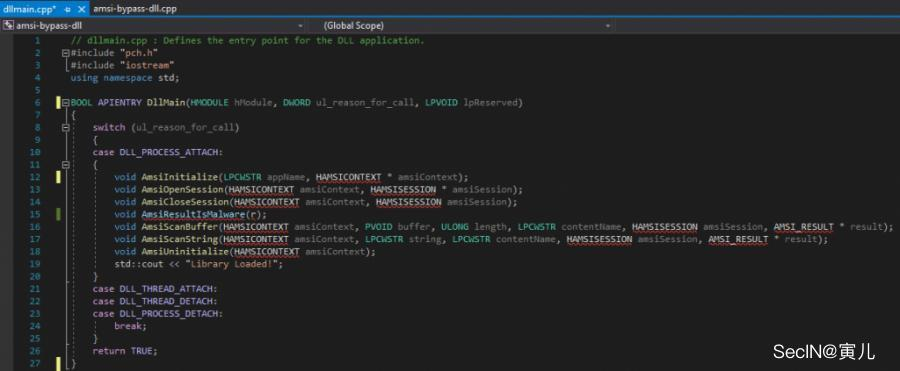 dllmain.cpp* amsi-bypass-dll.cpp
amsi-bypass-dll (Global Scope)
1 // dllmain.cpp : Defines the entry point for the DLL application.
2 #include "pch.h"
3 #include "iostream"
4 using namespace std;
5
6 BOOL APIENTRY DllMain(HMODULE hModule, DWORD ul_reason_for_call, LPVOID lpReserved)
7 {
8 switch (ul_reason_for_call)
9 {
10 case DLL_PROCESS_ATTACH:
11 {
12 void AmsiInitialize(LPCWSTR appName, HAMSICONTEXT * amsiContext);
13 void AmsiOpenSession(HAMSICONTEXT amsiContext, HAMSISESSION * amsiSession);
14 void AmsiCloseSession(HAMSICONTEXT amsiContext, HAMSISESSION amsiSession);
15 void AmsiResultIsMalware(r);
16 void AmsiScanBuffer(HAMSICONTEXT amsiContext, PVOID buffer, ULONG length, LPCWSTR contentName, HAMSISESSION amsiSession, AMSI_RESULT * result);
17 void AmsiScanString(HAMSICONTEXT amsiContext, LPCWSTR string, LPCWSTR contentName, HAMSISESSION amsiSession, AMSI_RESULT * result);
18 void AmsiUninitialize(HAMSICONTEXT amsiContext);
19 std::cout << "Library Loaded!";
20 }
21 case DLL_THREAD_ATTACH:
22 case DLL_THREAD_DETACH:
23 case DLL_PROCESS_DETACH:
24 break;
25 }
26 return TRUE;
27 }
SecIN@寅儿